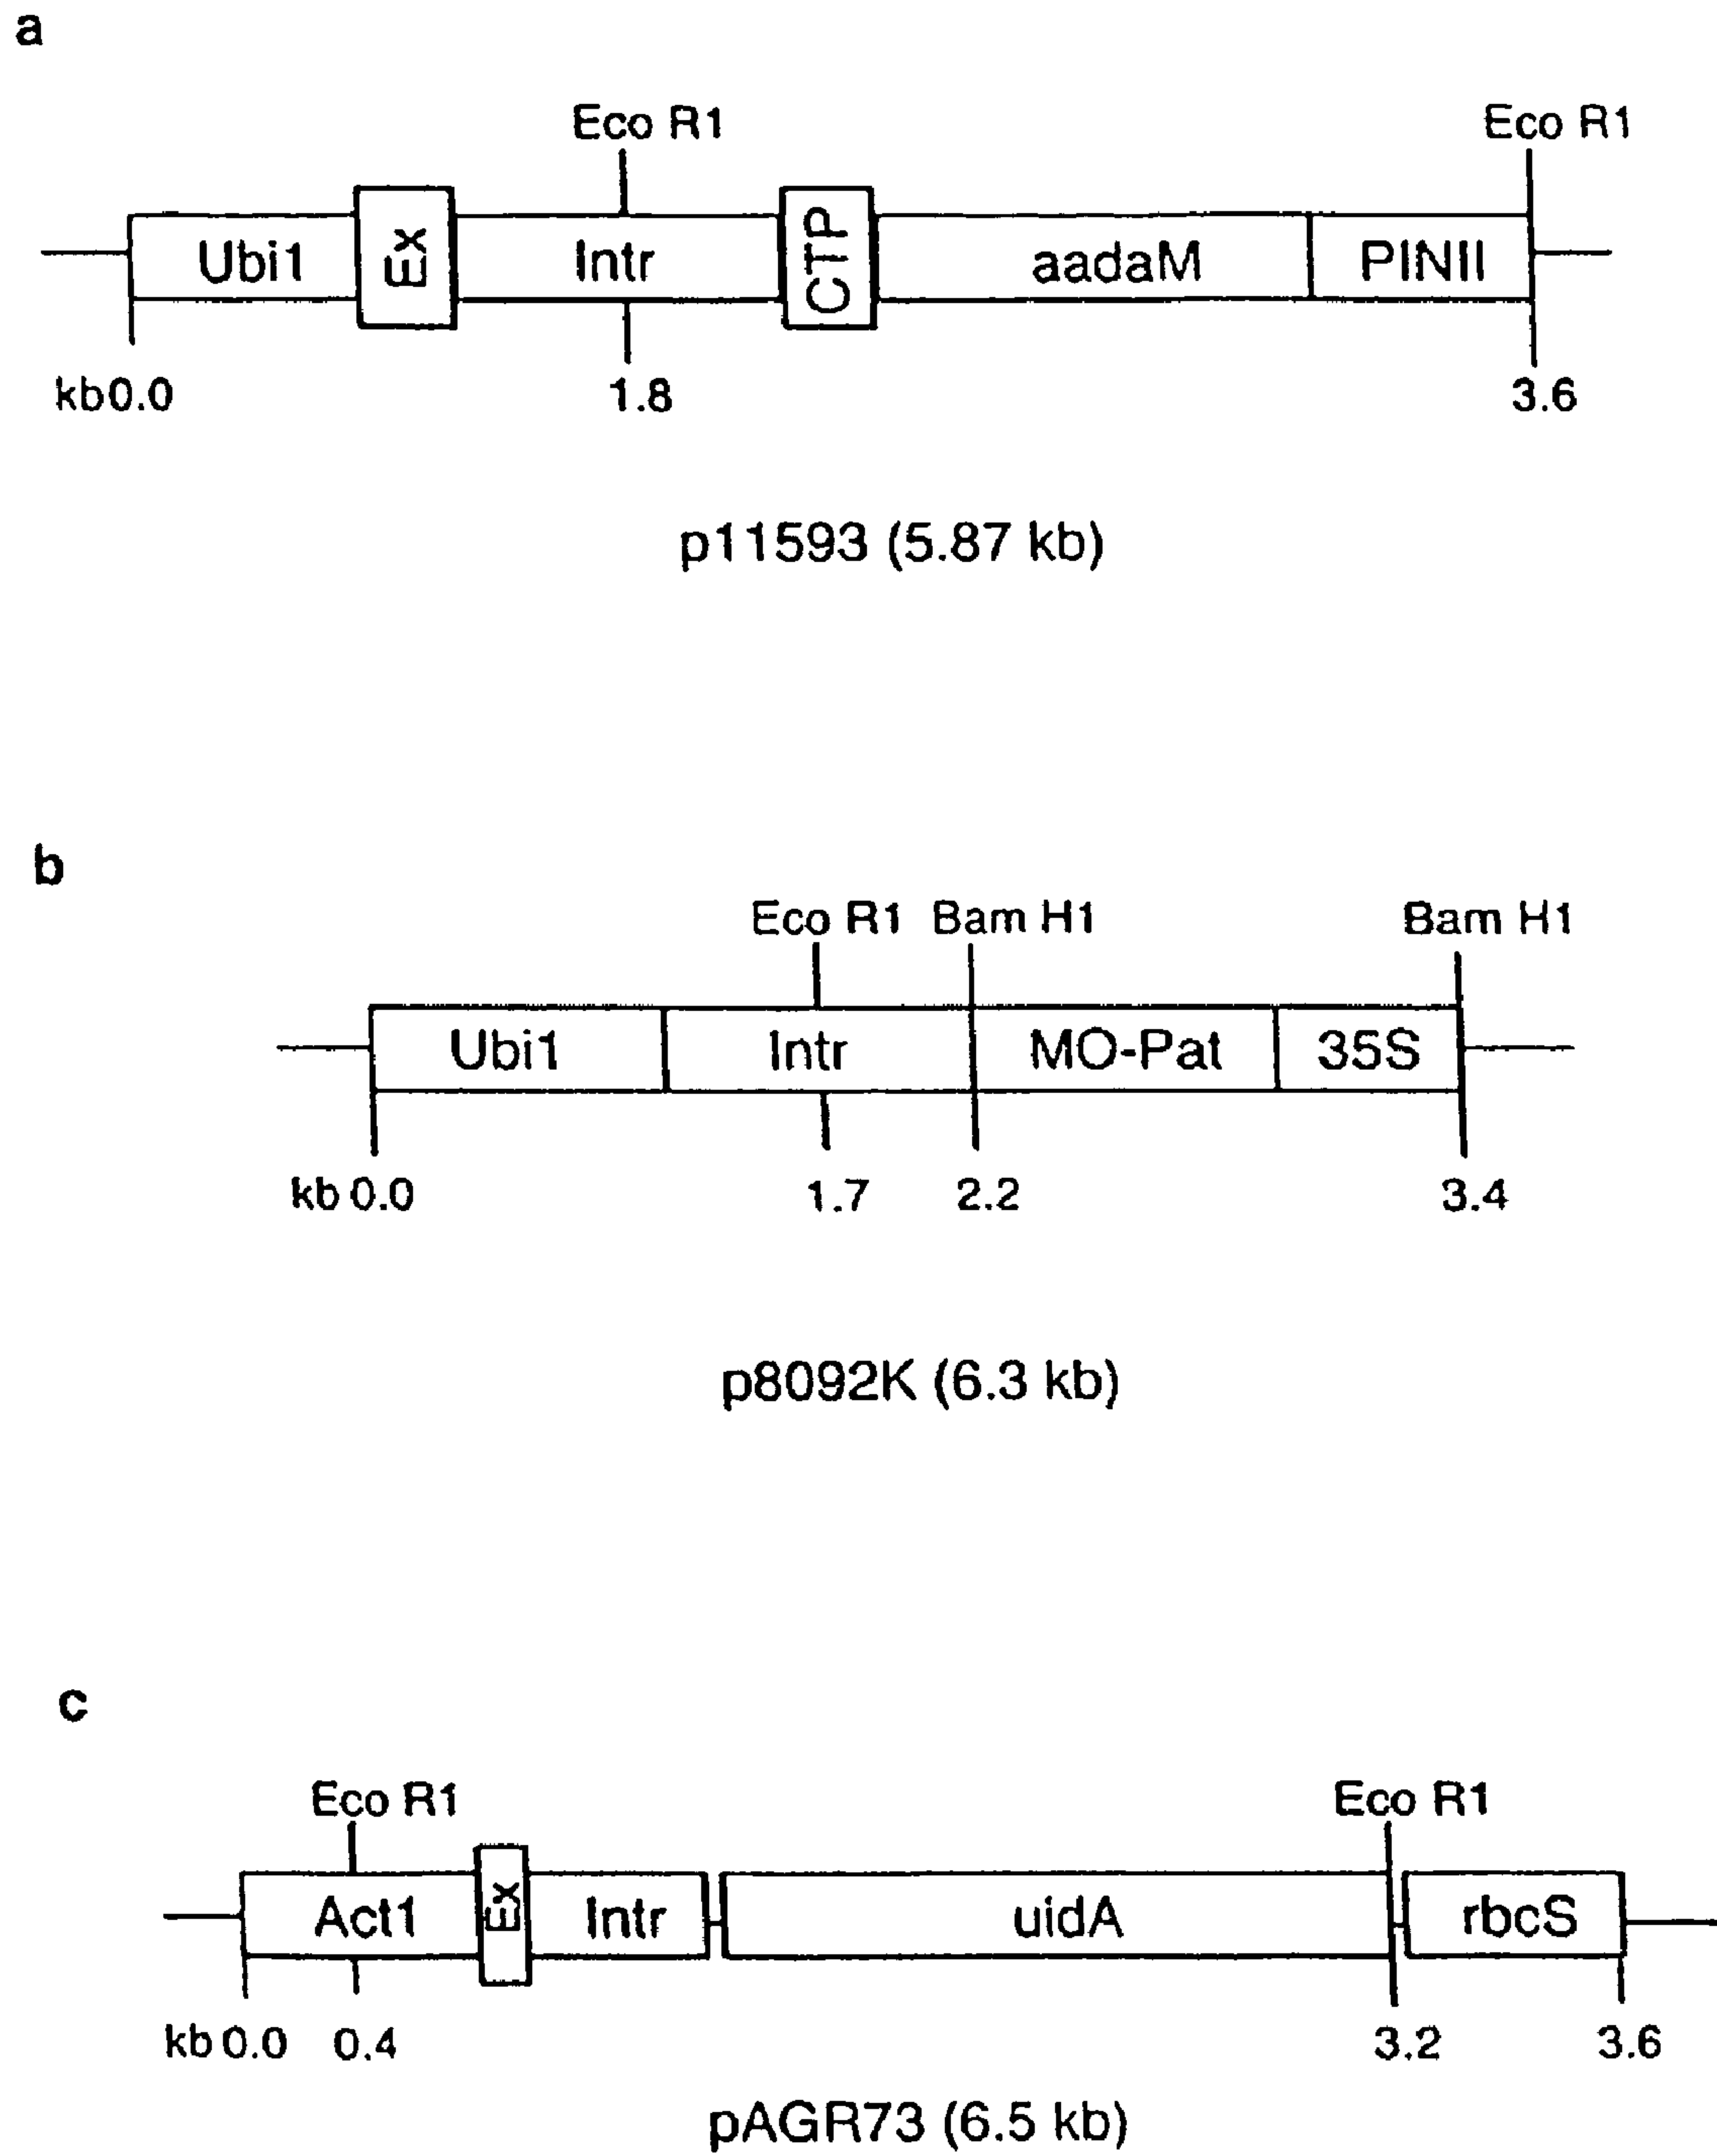 a
Eco R1 Eco R1
Ubi1 Ex Intr CTP aadaM PINII
kb 0.0 1.8 3.6
p11593 (5.87 kb)
b
Eco R1 Bam H1 Bam H1
Ubi1 Intr MO-Pat 35S
kb 0.0 1.7 2.2 3.4
p8092K (6.3 kb)
c
Eco R1 Eco R1
Act1 Ex Intr uidA rbcS
kb 0.0 0.4 3.2 3.6
pAGR73 (6.5 kb)